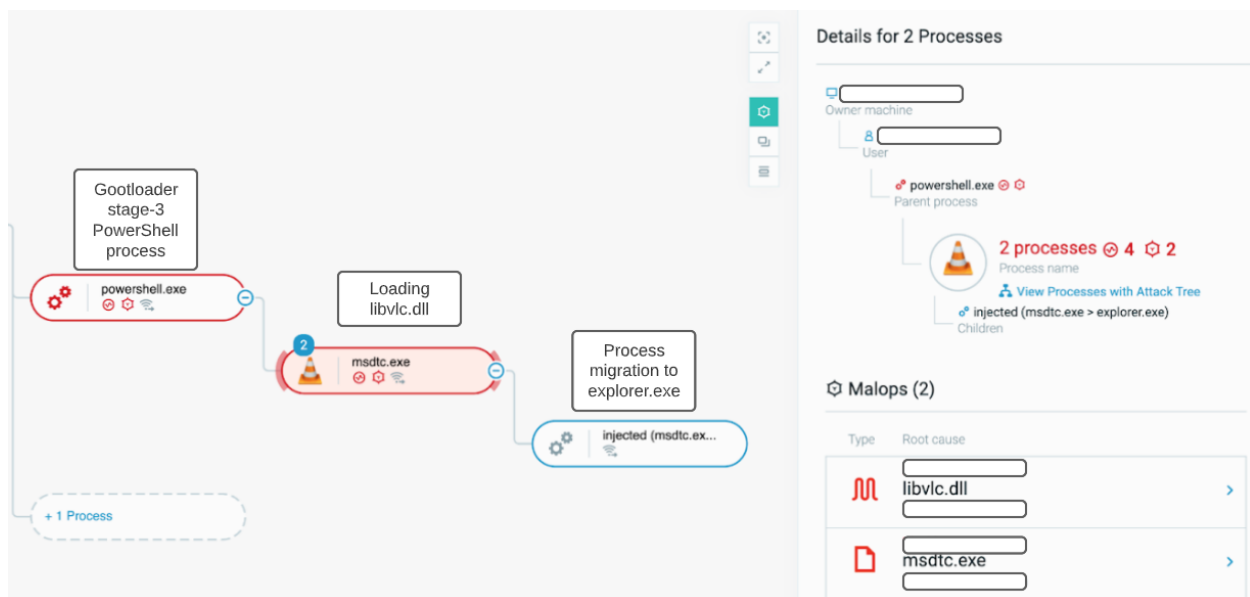 Gootloader
stage-3
PowerShell
process
powershell.exe
Loading
libvlc.dll
2
msdtc.exe
Process
migration to
explorer.exe
injected (msdtc.ex...
+ 1 Process
Details for 2 Processes
Owner machine
User
powershell.exe
Parent process
2 processes 4 2
Process name
View Processes with Attack Tree
injected (msdtc.exe > explorer.exe)
Children
Malops (2)
Type Root cause
libvlc.dll
msdtc.exe